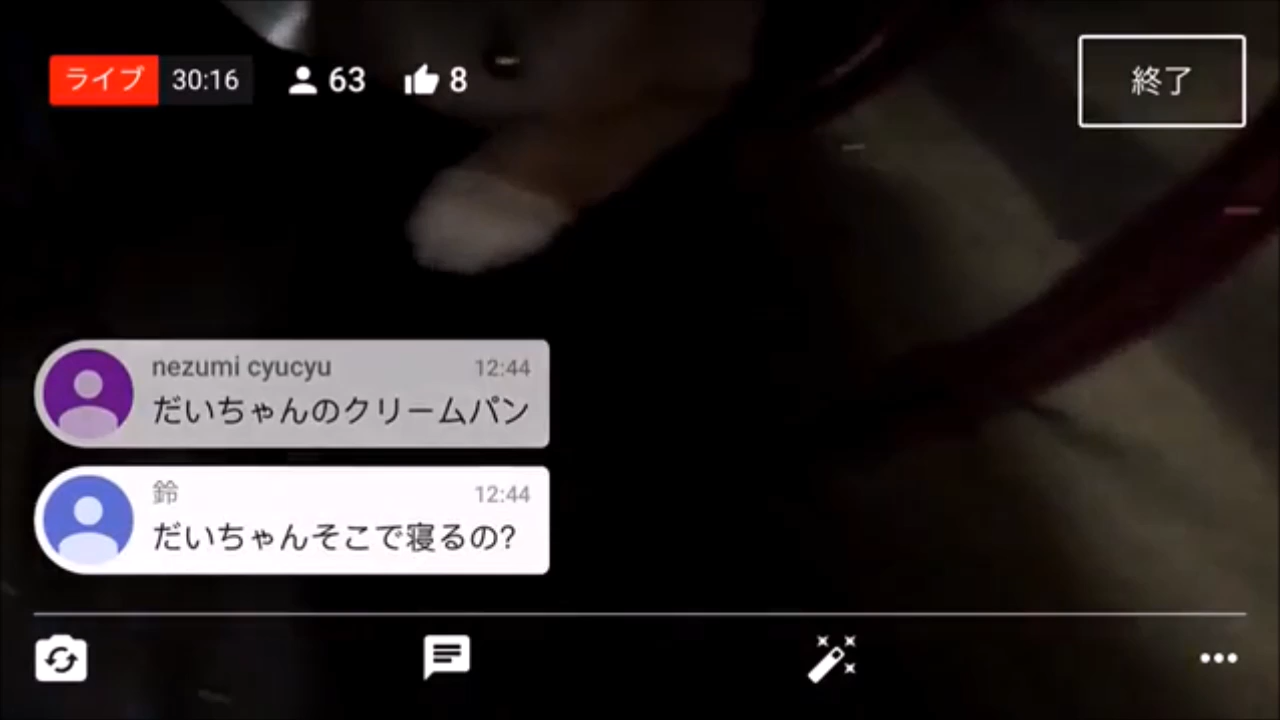 ライブ 30:16 63 8 終了
nezumi cyucyu 12:44
だいちゃんのクリームパン
鈴 12:44
だいちゃんそこで寝るの?